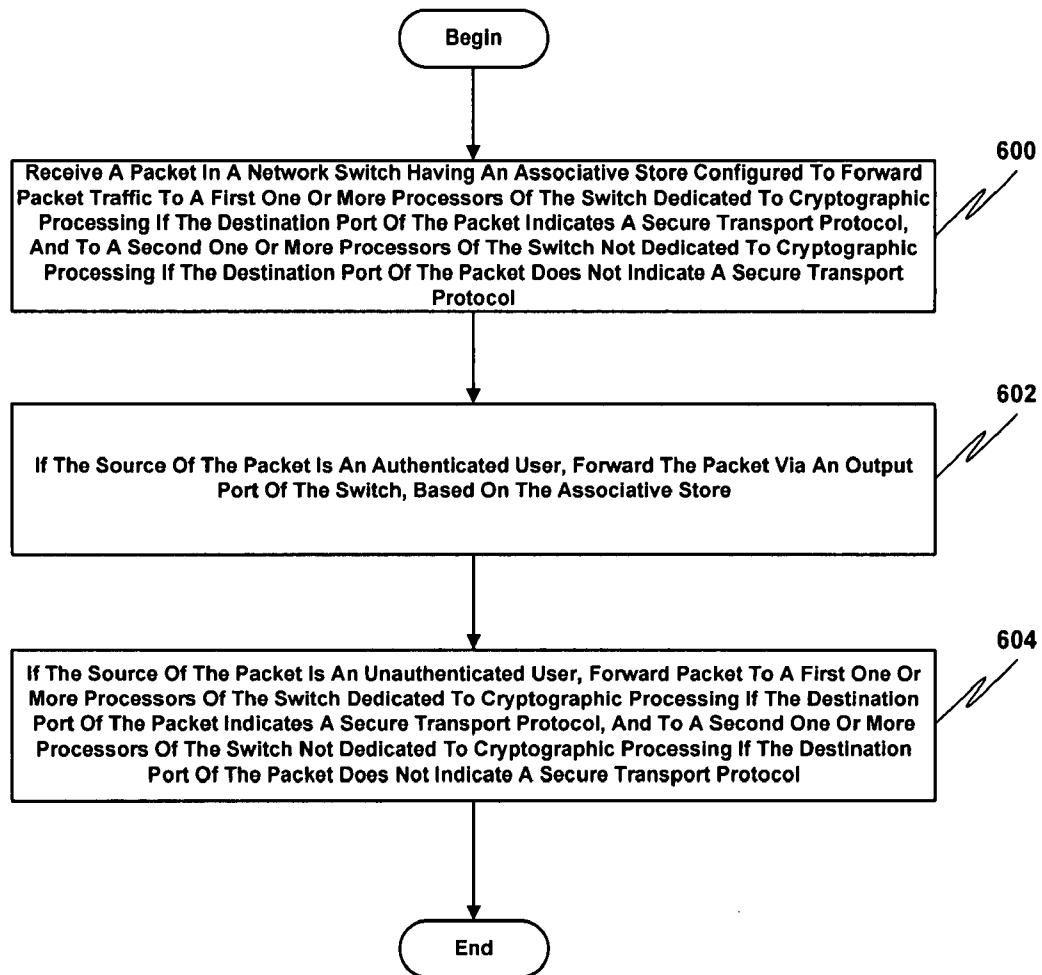 Begin
600
Receive A Packet In A Network Switch Having An Associative Store Configured To Forward
Packet Traffic To A First One Or More Processors Of The Switch Dedicated To Cryptographic
Processing If The Destination Port Of The Packet Indicates A Secure Transport Protocol,
And To A Second One Or More Processors Of The Switch Not Dedicated To Cryptographic
Processing If The Destination Port Of The Packet Does Not Indicate A Secure Transport
Protocol
602
If The Source Of The Packet Is An Authenticated User, Forward The Packet Via An Output
Port Of The Switch, Based On The Associative Store
604
If The Source Of The Packet Is An Unauthenticated User, Forward Packet To A First One Or
More Processors Of The Switch Dedicated To Cryptographic Processing If The Destination
Port Of The Packet Indicates A Secure Transport Protocol, And To A Second One Or More
Processors Of The Switch Not Dedicated To Cryptographic Processing If The Destination
Port Of The Packet Does Not Indicate A Secure Transport Protocol
End